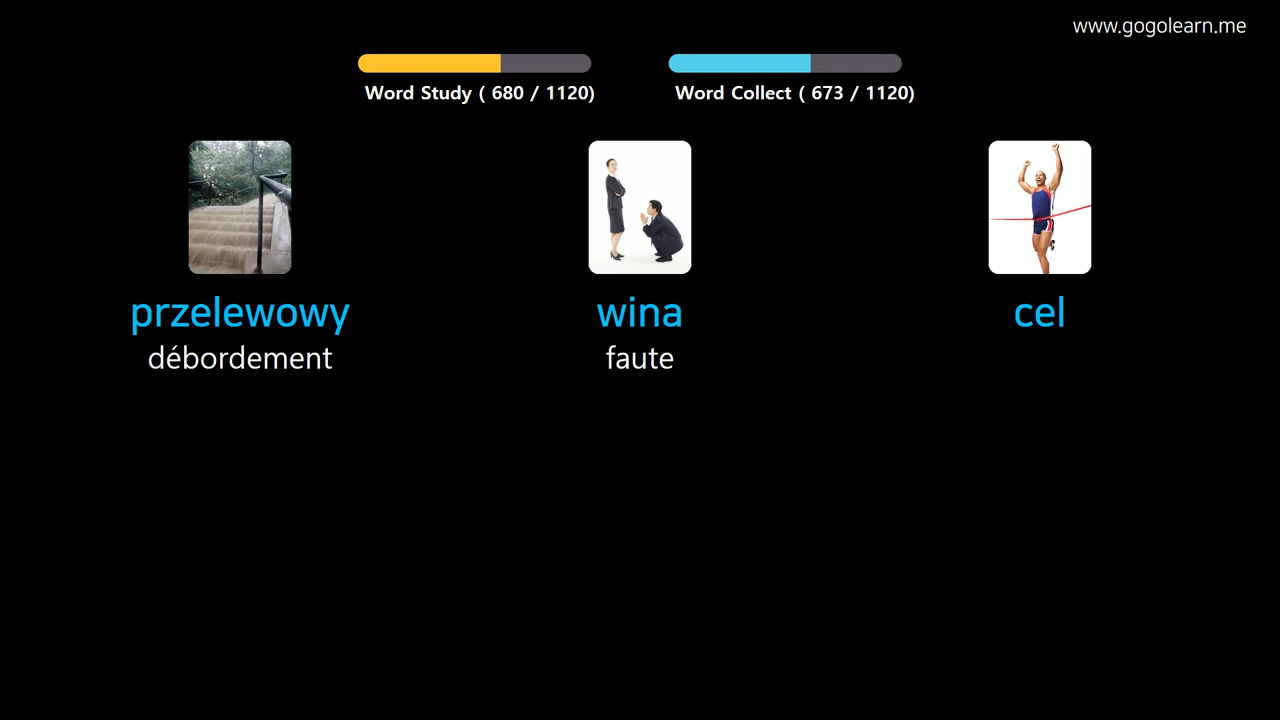 www.gogolearn.me
Word Study ( 680 / 1120)
Word Collect ( 673 / 1120)
przelewowy
débordement
wina
faute
cel